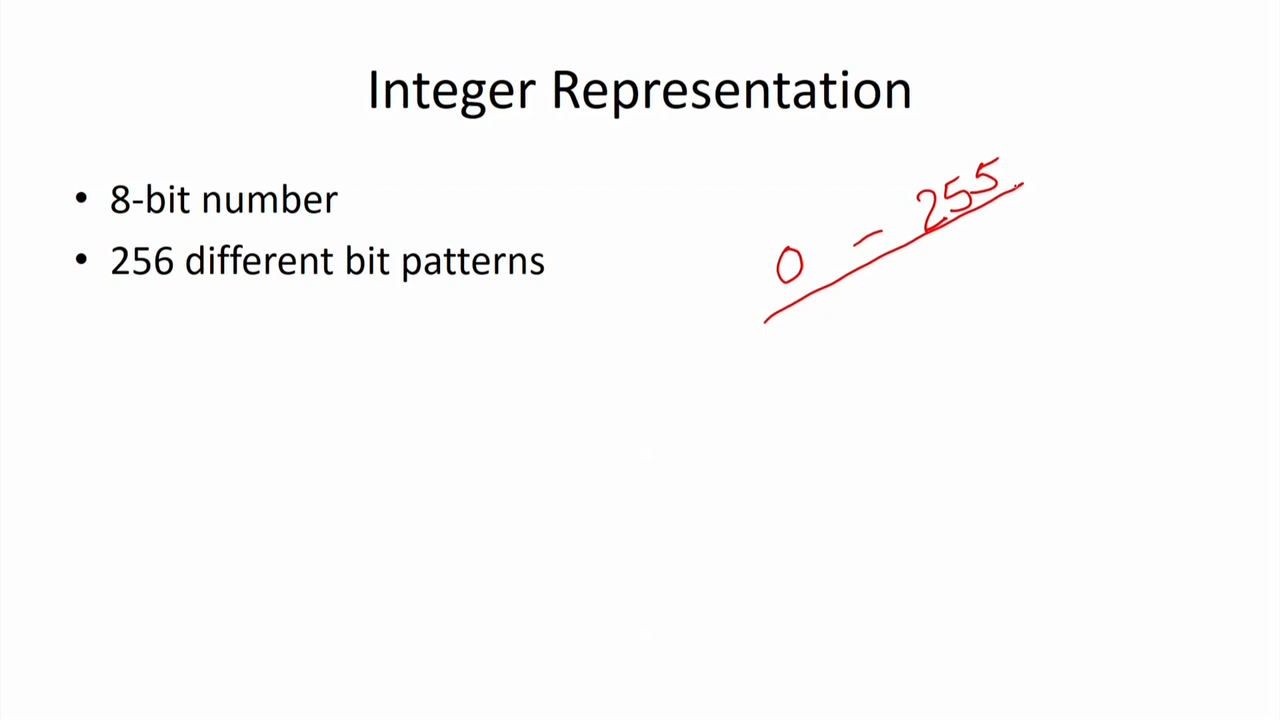 Integer Representation
• 8-bit number
• 256 different bit patterns
0 - 255